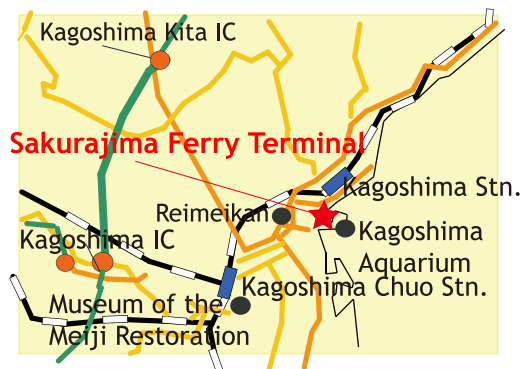 Kagoshima Kita IC
Sakurajima Ferry Terminal
Kagoshima Stn.
Reimeikan
Kagoshima
Aquarium
Kagoshima IC
Kagoshima Chuo Stn.
Museum of the
Meiji Restoration